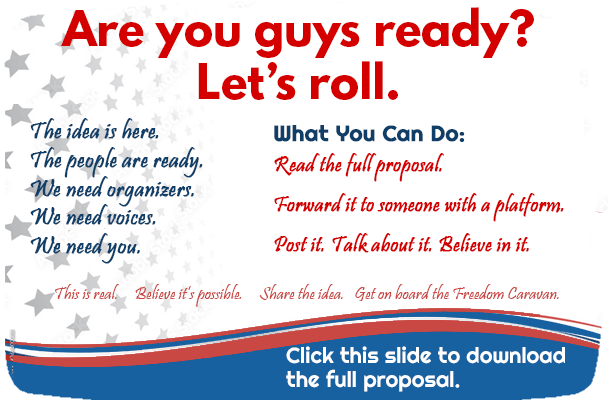 Are you guys ready?
Let's roll.
The idea is here.
The people are ready.
We need organizers.
We need voices.
We need you.
What You Can Do:
Read the full proposal.
Forward it to someone with a platform.
Post it. Talk about it. Believe in it.
This is real. Believe it's possible. Share the idea. Get on board the Freedom Caravan.
Click this slide to download
the full proposal.